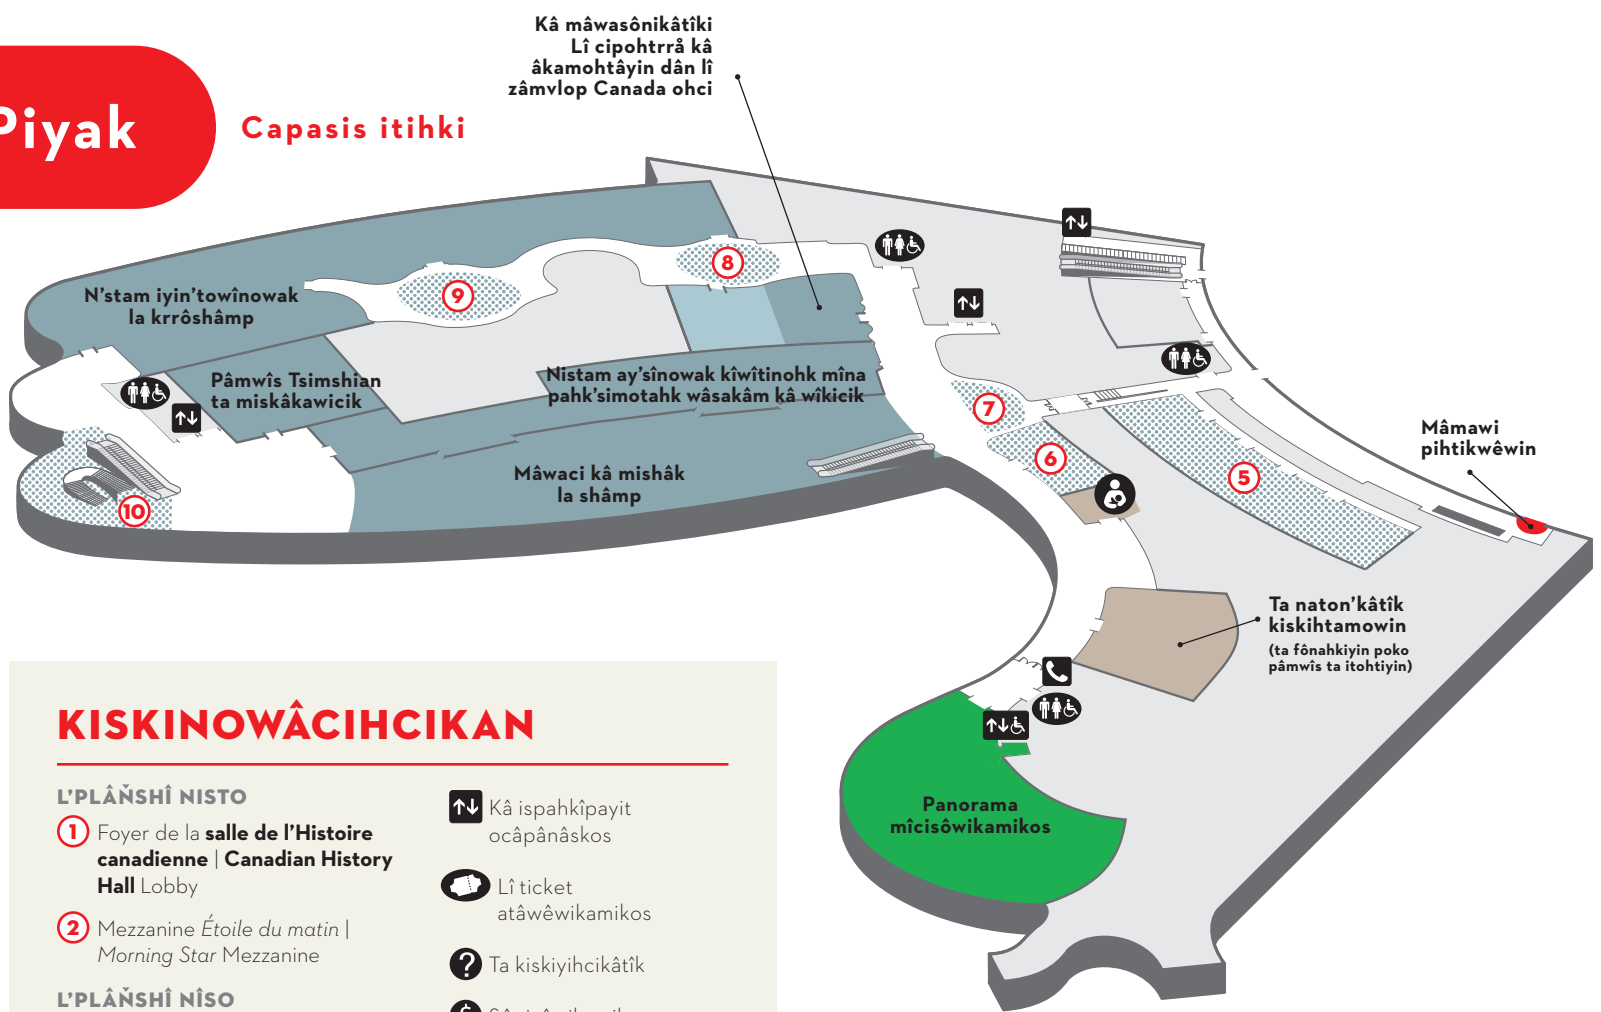 Piyak
Capasis itihki
Kâ mâwasônikâtîki
Lî cipohtrrå kâ
âkamohtâyin dân lî
zâmvlop Canada ohci
8
9
N'stam iyin'towînowak
la krrôshâmp
Pâmwîs Tsimshian
ta miskâkawicik
Nistam ay'sînowak kîwîtinohk mîna
pahk'simotahk wâsakâm kâ wîkicik
7
6
5
Mâmawi
pihtikwêwin
Mâwaci kâ mishâk
la shâmp
10
Ta naton'kâtîk
kiskihtamowin
(ta fônahkiyin poko
pâmwîs ta itohtiyin)
Panorama
mîcisôwikamikos
KISKINOWÂCIHCIKAN
L'PLÂŇSHÎ NISTO
1 Foyer de la salle de l'Histoire
canadienne | Canadian History
Hall Lobby
2 Mezzanine Étoile du matin |
Morning Star Mezzanine
L'PLÂŇSHÎ NÎSO
Kâ ispahkîpayit
ocâpânâskos
Lî ticket
atâwêwikamikos
? Ta kiskiyihcikâtîk